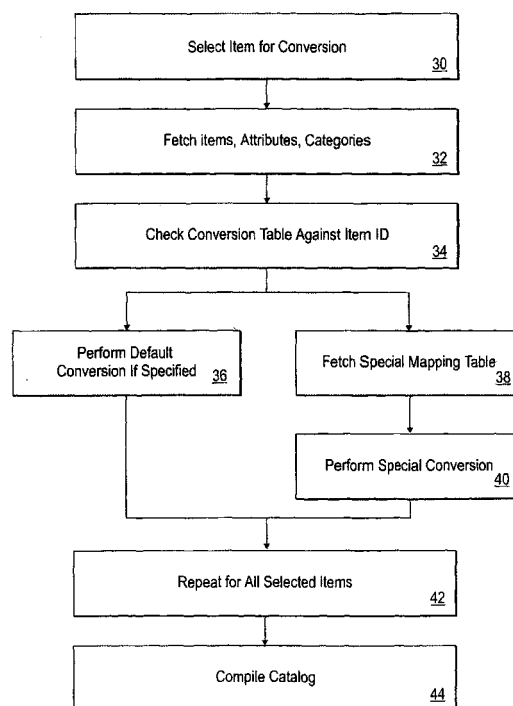 Select Item for Conversion
30
Fetch items, Attributes, Categories
32
Check Conversion Table Against Item ID
34
Perform Default
Conversion If Specified
36
Fetch Special Mapping Table
38
Perform Special Conversion
40
Repeat for All Selected Items
42
Compile Catalog
44